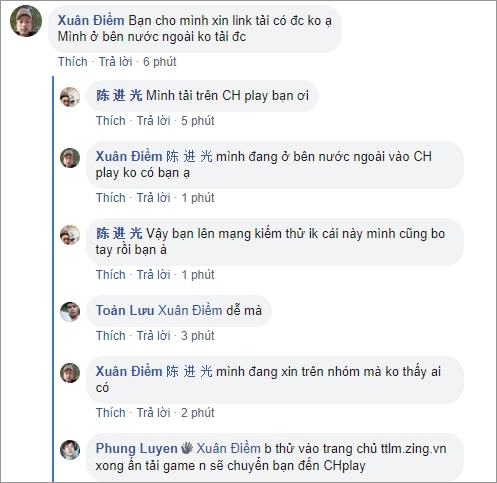 Xuân Điềm Bạn cho mình xin link tải có đc ko ạ
Mình ở bên nước ngoài ko tải đc
Thích · Trả lời · 6 phút
陈 进 光 Mình tải trên CH play bạn ơi
Thích · Trả lời · 5 phút
Xuân Điềm 陈 进 光 mình đang ở bên nước ngoài vào CH
play ko có bạn ạ
Thích · Trả lời · 1 phút
陈 进 光 Vậy bạn lên mạng kiếm thử ik cái này mình cũng bo
tay rồi bạn à
Thích · Trả lời · 1 phút
Toàn Lưu Xuân Điềm dễ mà
Thích · Trả lời · 3 phút
Xuân Điềm 陈 进 光 mình đang xin trên nhóm mà ko thấy ai
có
Thích · Trả lời · 2 phút
Phung Luyen Xuân Điềm b thử vào trang chủ ttlm.zing.vn
xong ấn tải game n sẽ chuyển bạn đến CHplay